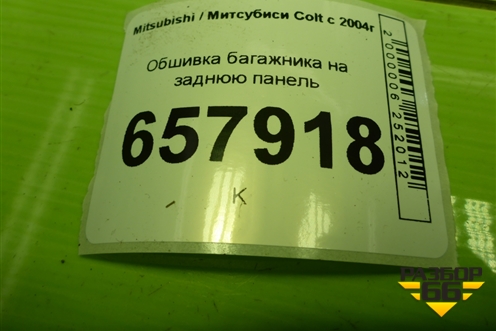 Mitsubishi / Митсубиси Colt с 2004г
Обшивка багажника на
заднюю панель
657918
К
2000006252012
РАЗБОР
66